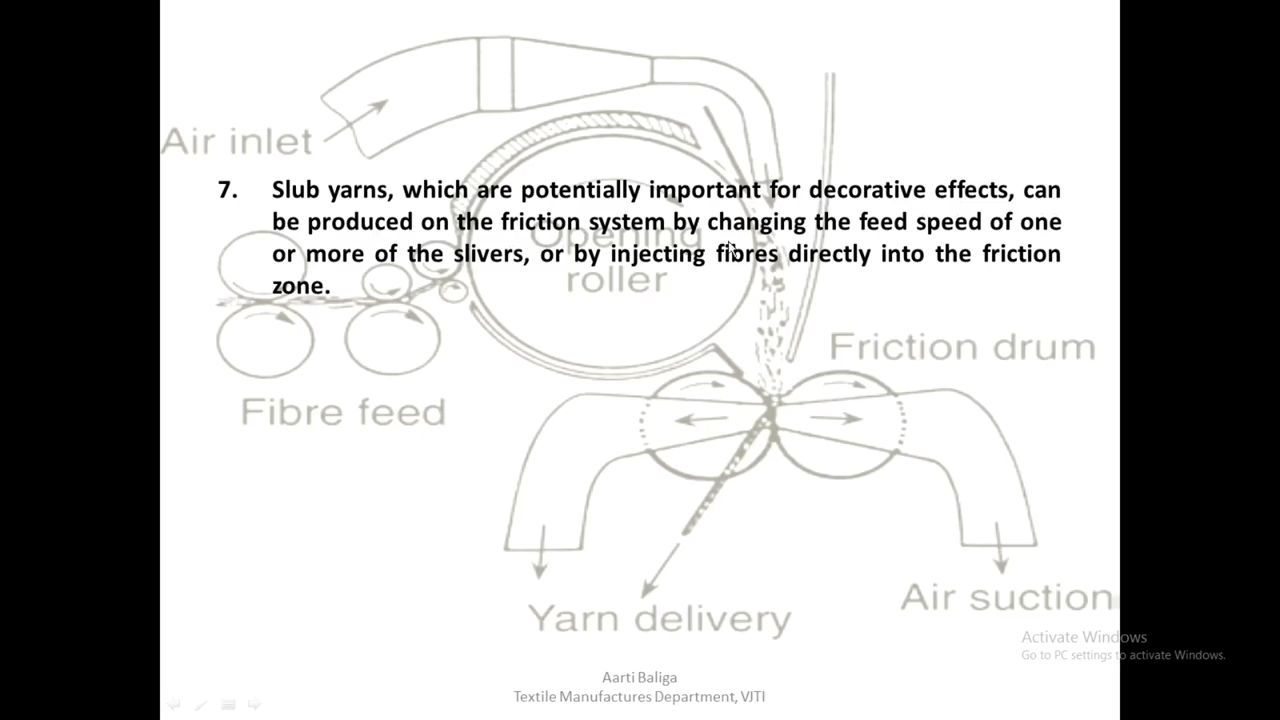 Air inlet
7. Slub yarns, which are potentially important for decorative effects, can
be produced on the friction system by changing the feed speed of one
or more of the slivers, or by injecting fibres directly into the friction
zone.
Opening
roller
Friction drum
Fibre feed
Air suction
Yarn delivery
Activate Windows
Go to PC settings to activate Windows.
Aarti Baliga
Textile Manufactures Department, VJTI